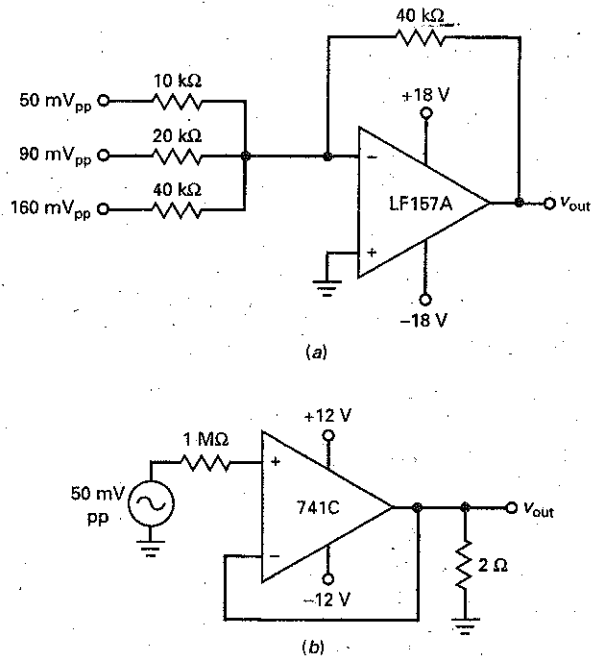 40 kΩ
10 kΩ
+18 V
50 mVpp
20 kΩ
90 mVpp
−
40 kΩ
160 mVpp
LF157A
vout
+
−18 V
(a)
+12 V
1 MΩ
+
50 mV
pp
741C
vout
−
2 Ω
−12 V
(b)